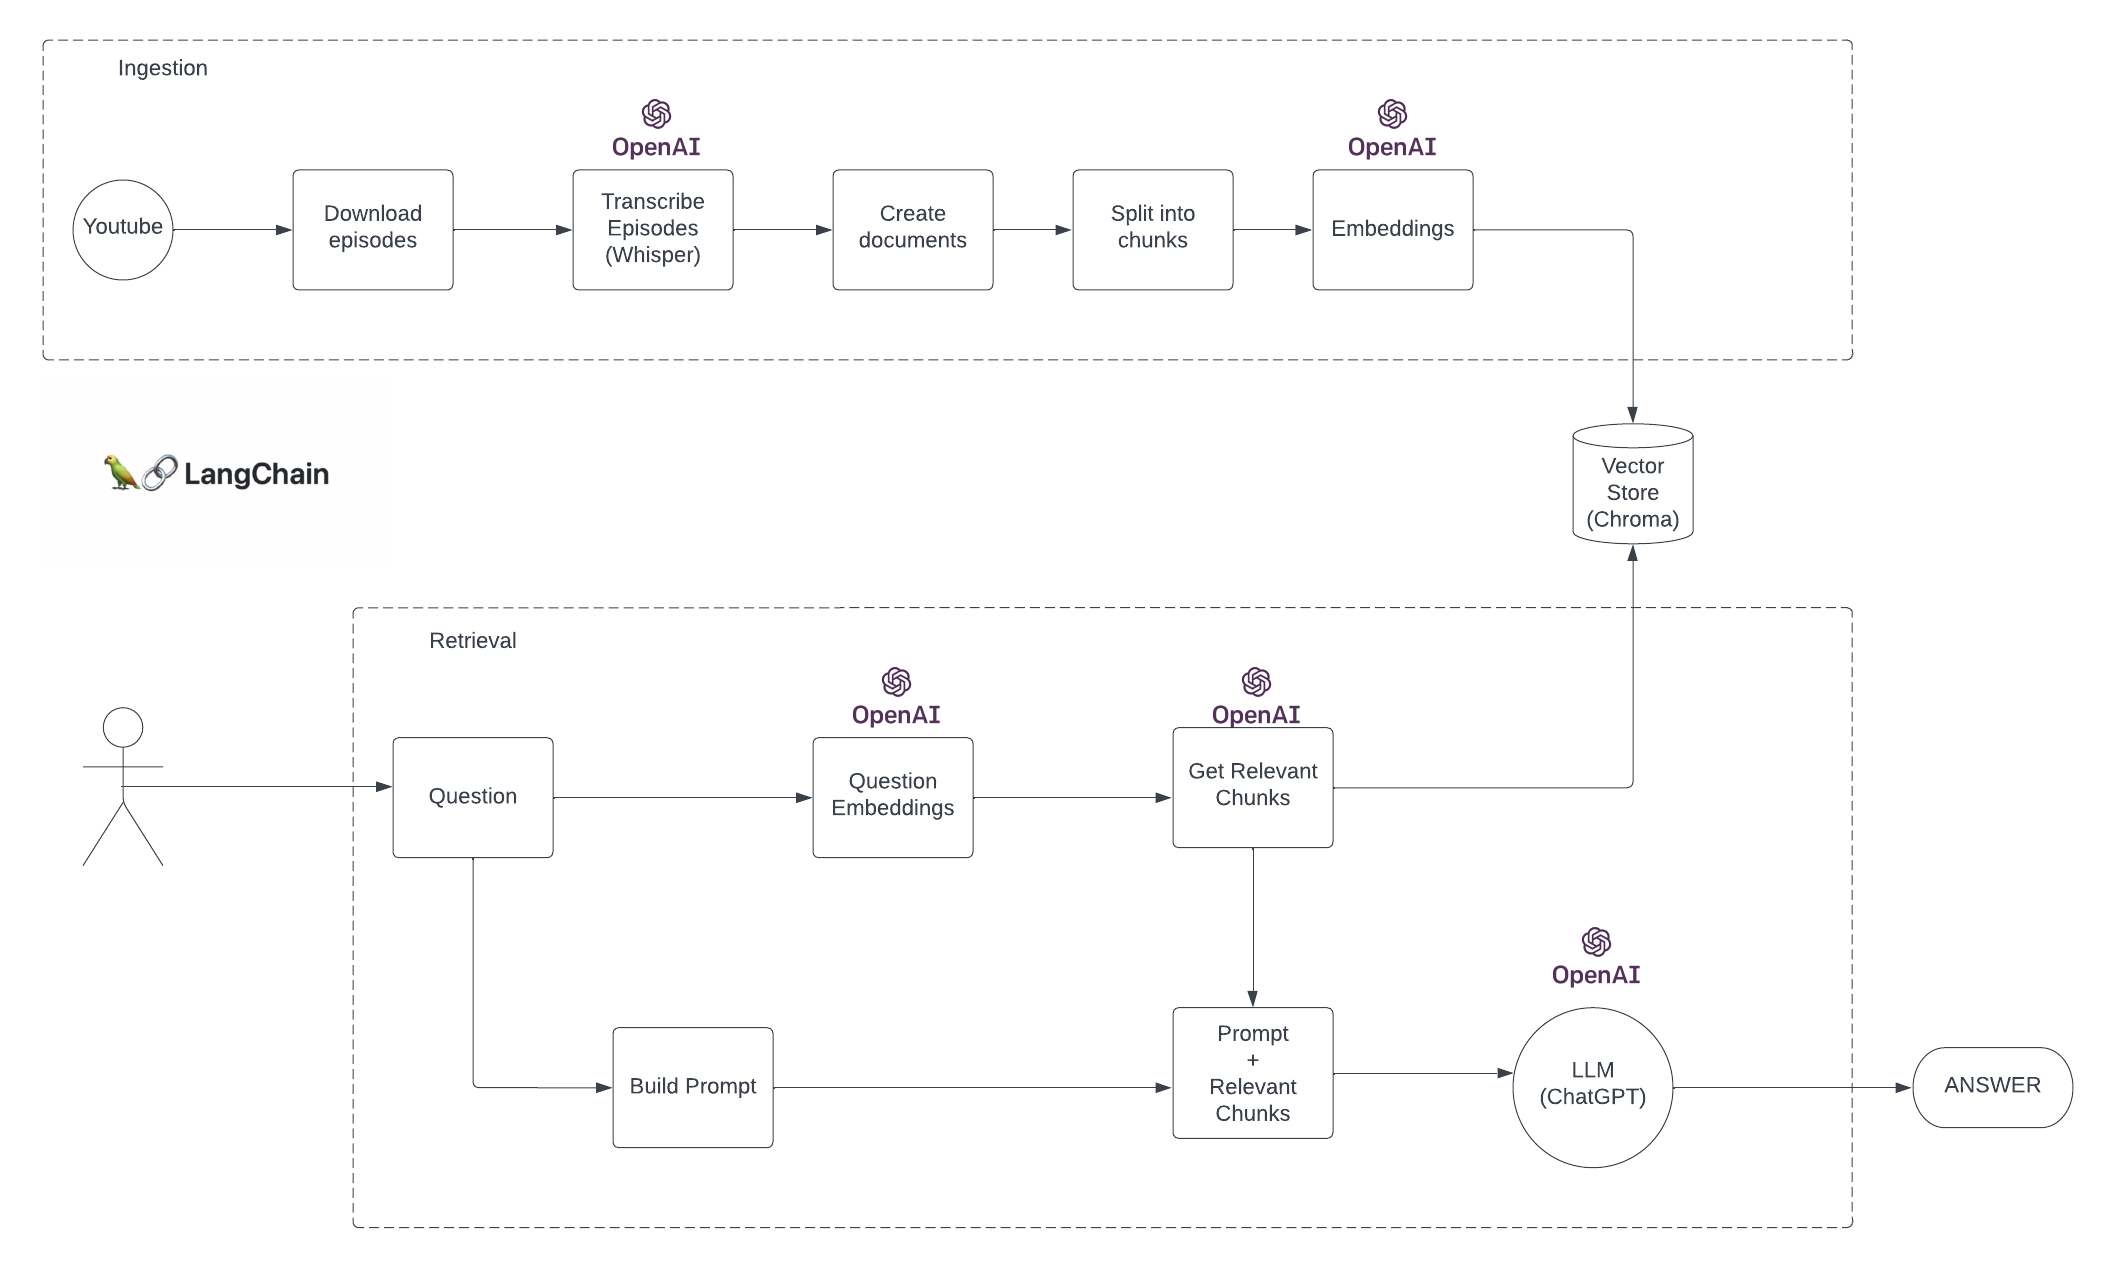 Ingestion
OpenAI
OpenAI
Youtube
Download
episodes
Transcribe
Episodes
(Whisper)
Create
documents
Split into
chunks
Embeddings
LangChain
Vector
Store
(Chroma)
Retrieval
OpenAI
OpenAI
Question
Question
Embeddings
Get Relevant
Chunks
OpenAI
Build Prompt
Prompt
+
Relevant
Chunks
LLM
(ChatGPT)
ANSWER